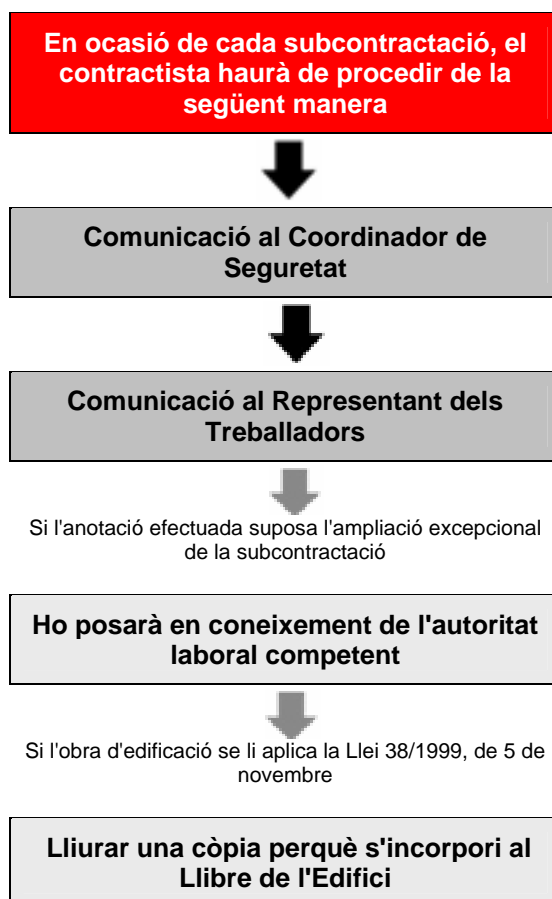 En ocasió de cada subcontractació, el
contractista haurà de procedir de la
següent manera
Comunicació al Coordinador de
Seguretat
Comunicació al Representant dels
Treballadors
Si l'anotació efectuada suposa l'ampliació excepcional
de la subcontractació
Ho posarà en coneixement de l'autoritat
laboral competent
Si l'obra d'edificació se li aplica la Llei 38/1999, de 5 de
novembre
Lliurar una còpia perquè s'incorpori al
Llibre de l'Edifici